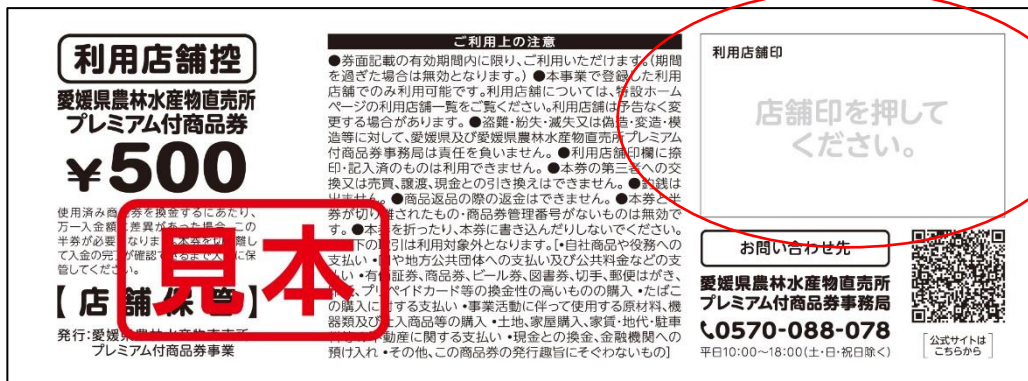 利用店舗控
愛媛県農林水産物直売所
プレミアム付商品券
¥500
使用済み商品券を換金するにあたり、
万一入金額に差異があった場合、この
半券が必要となります。本券を切り離し
て入金の完了が確認できるまで大切に保
管してください。
【店舗保管】
発行:愛媛県農林水産物直売所
プレミアム付商品券事業
見本
ご利用上の注意
●券面記載の有効期間内に限り、ご利用いただけます。(期間
を過ぎた場合は無効となります。) ●本事業で登録した利用
店舗でのみ利用可能です。利用店舗については、特設ホーム
ページの利用店舗一覧をご覧ください。利用店舗は予告なく変
更する場合があります。 ●盗難・紛失・滅失又は偽造・変造・模
造等に対して、愛媛県及び愛媛県農林水産物直売所プレミアム
付商品券事務局は責任を負いません。 ●利用店舗印欄に捺
印・記入済のものは利用できません。 ●本券の第三者への交
換又は売買、譲渡、現金との引き換えはできません。 ●釣銭は
出ません。 ●商品返品の際の返金はできません。 ●本券と半
券が切り離されたもの・商品券管理番号がないものは無効で
す。 ●本券を折ったり、本券に書き込んだりしないでください。
下の取引は利用対象外となります。[•自社商品や役務への
支払い •国や地方公共団体への支払い及び公共料金などの支
払い •有価証券、商品券、ビール券、図書券、切手、郵便はがき、
プリペイドカード等の換金性の高いものの購入 •たばこ
の購入に対する支払い •事業活動に伴って使用する原材料、機
器類及び仕入商品等の購入 •土地、家屋購入、家賃・地代・駐車
不動産に関する支払い •現金との換金、金融機関への
預け入れ •その他、この商品券の発行趣旨にそぐわないもの]
利用店舗印
店舗印を押して
ください。
お問い合わせ先
愛媛県農林水産物直売所
プレミアム付商品券事務局
0570-088-078
平日10:00〜18:00(土・日・祝日除く)
公式サイトは
こちらから